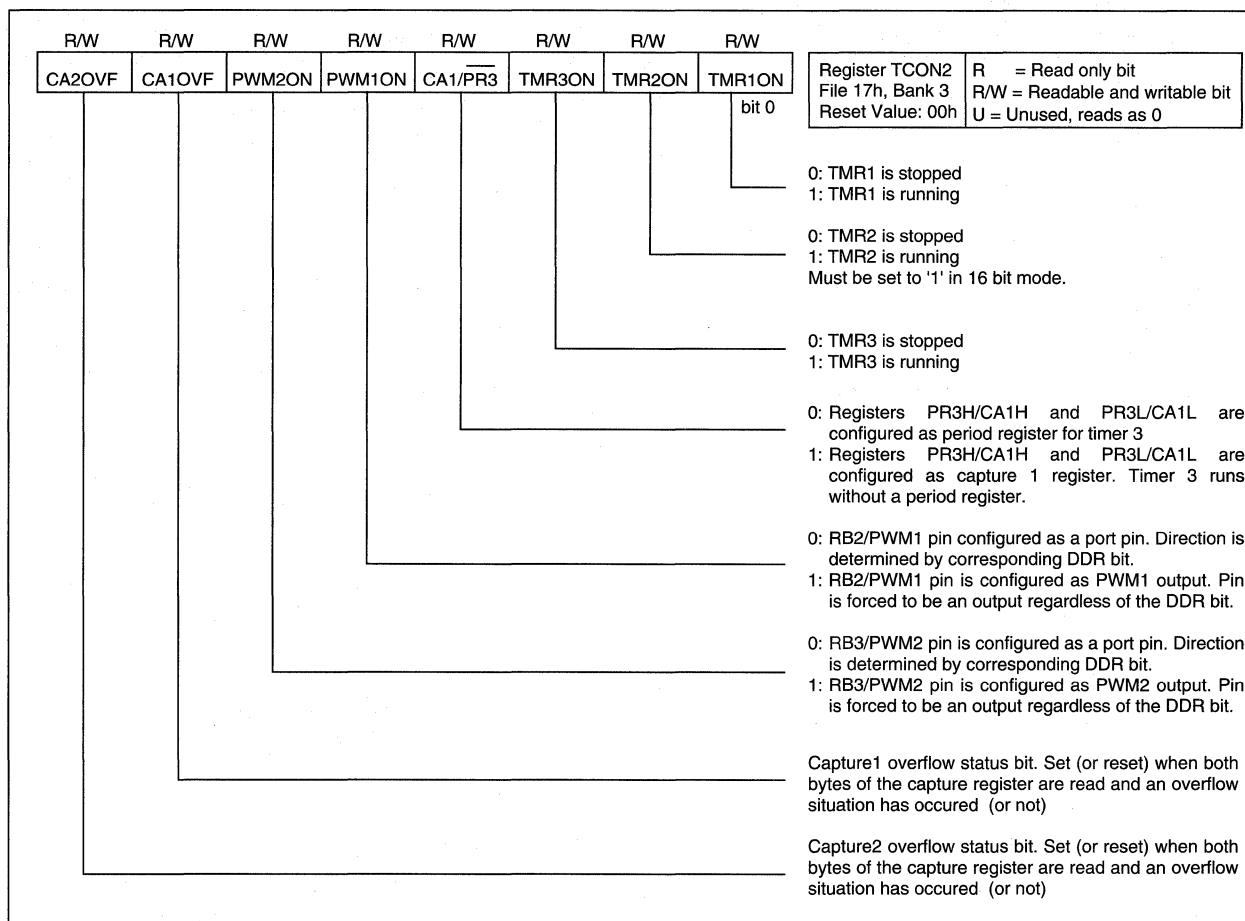 R/W R/W R/W R/W R/W R/W R/W R/W
CA2OVF CA1OVF PWM2ON PWM1ON CA1/PR3 TMR3ON TMR2ON TMR1ON
bit 0
Register TCON2
File 17h, Bank 3
Reset Value: 00h
R = Read only bit
R/W = Readable and writable bit
U = Unused, reads as 0
0: TMR1 is stopped
1: TMR1 is running
0: TMR2 is stopped
1: TMR2 is running
Must be set to '1' in 16 bit mode.
0: TMR3 is stopped
1: TMR3 is running
0: Registers PR3H/CA1H and PR3L/CA1L are
configured as period register for timer 3
1: Registers PR3H/CA1H and PR3L/CA1L are
configured as capture 1 register. Timer 3 runs
without a period register.
0: RB2/PWM1 pin configured as a port pin. Direction is
determined by corresponding DDR bit.
1: RB2/PWM1 pin is configured as PWM1 output. Pin
is forced to be an output regardless of the DDR bit.
0: RB3/PWM2 pin is configured as a port pin. Direction
is determined by corresponding DDR bit.
1: RB3/PWM2 pin is configured as PWM2 output. Pin
is forced to be an output regardless of the DDR bit.
Capture1 overflow status bit. Set (or reset) when both
bytes of the capture register are read and an overflow
situation has occured (or not)
Capture2 overflow status bit. Set (or reset) when both
bytes of the capture register are read and an overflow
situation has occured (or not)